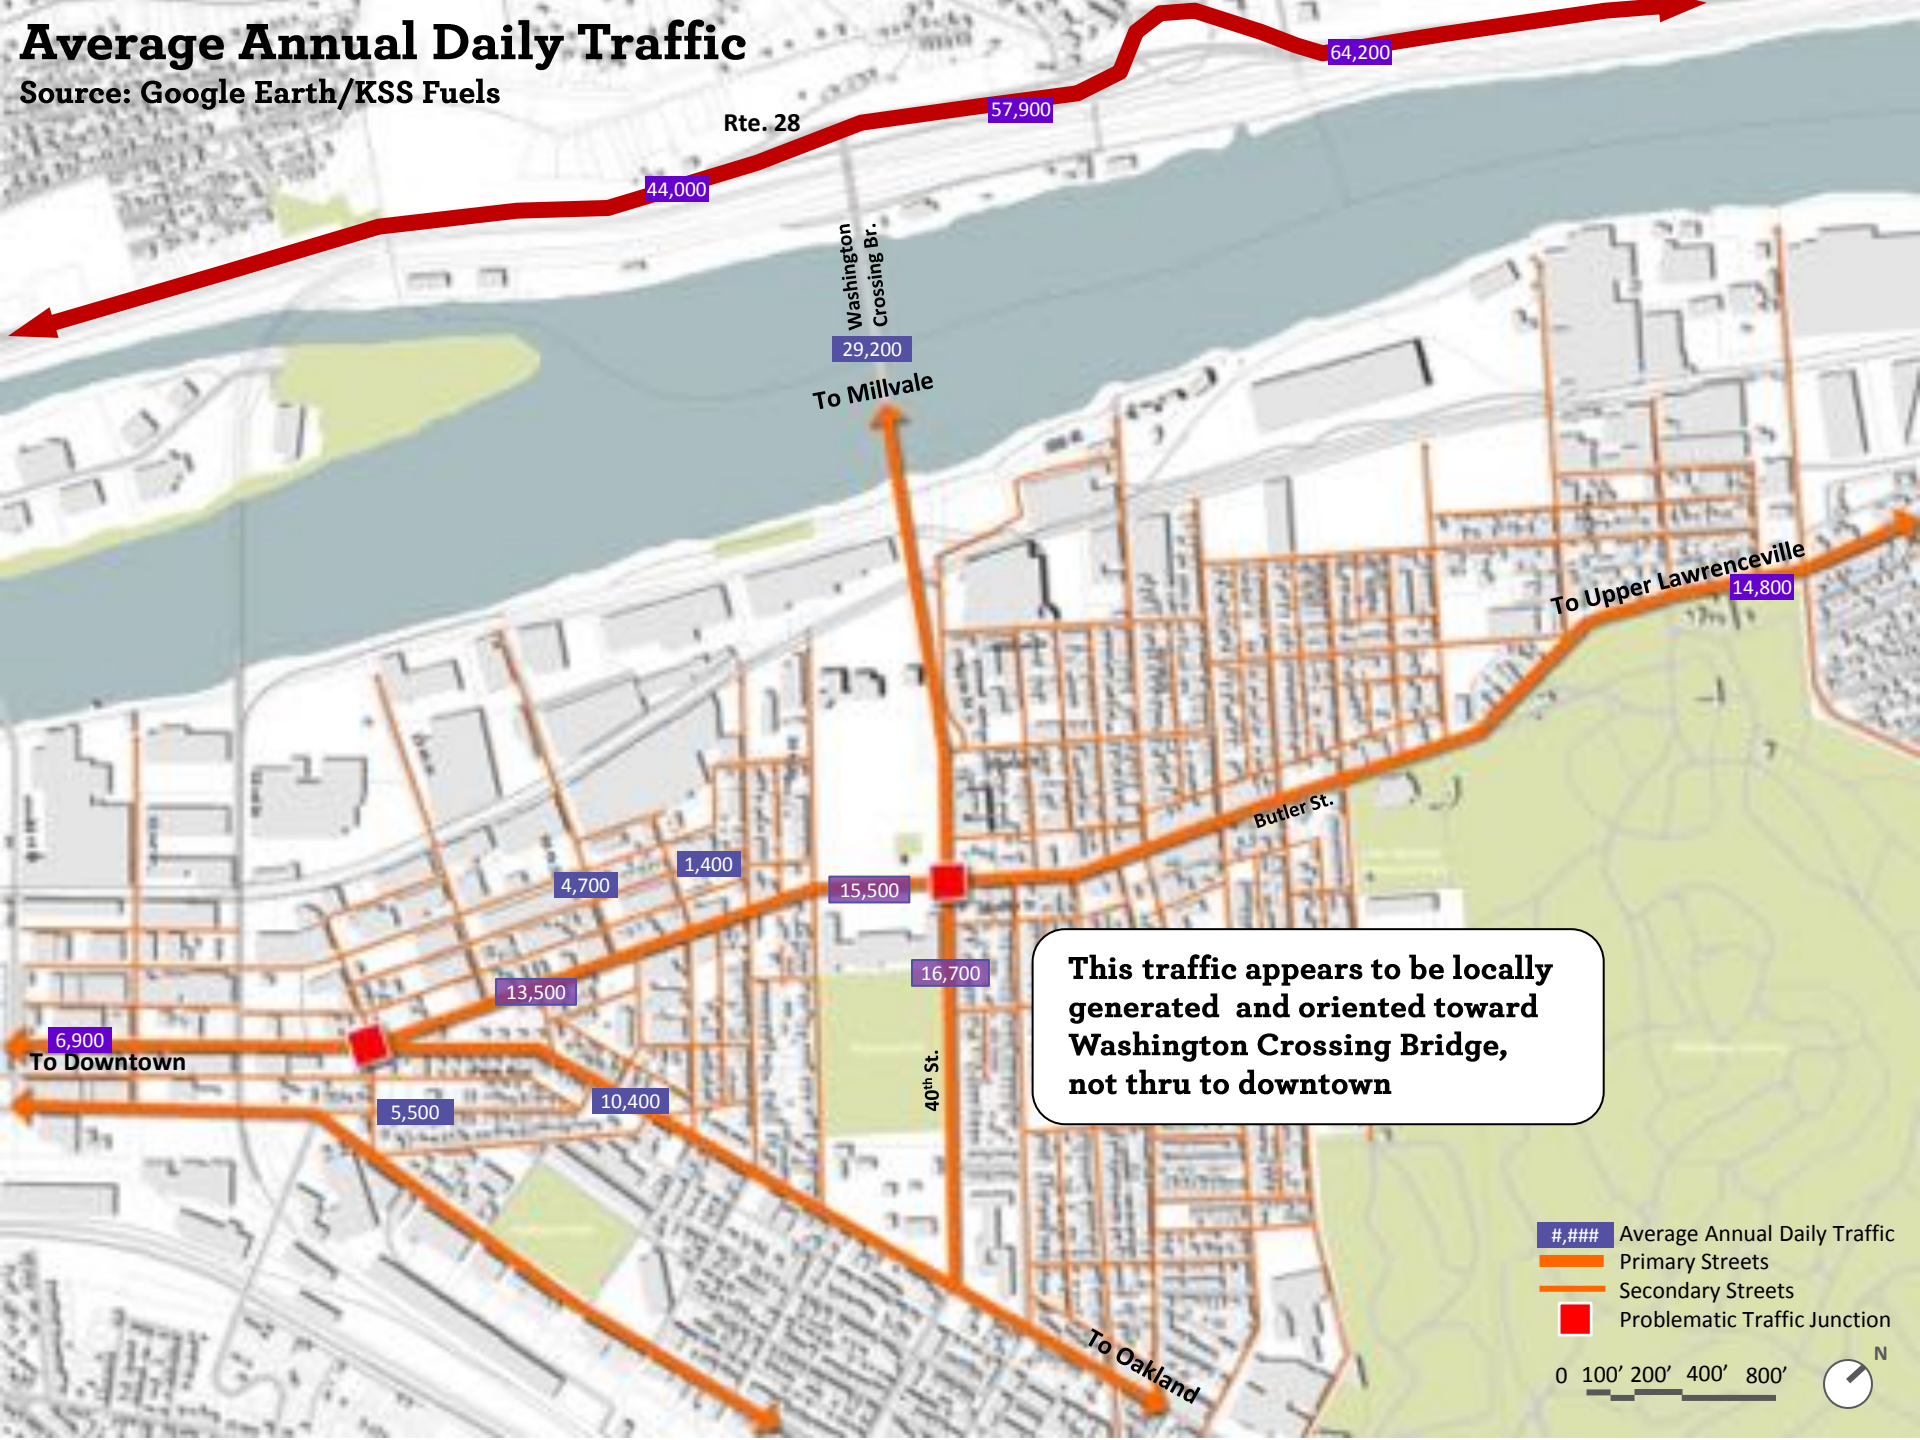 Average Annual Daily Traffic
Source: Google Earth/KSS Fuels
64,200
57,900
Rte. 28
44,000
Washington
Crossing Br.
29,200
To Millvale
To Upper Lawrenceville
14,800
Butler St.
1,400
4,700
15,500
16,700
13,500
6,900
To Downtown
5,500
10,400
40th St.
This traffic appears to be locally
generated and oriented toward
Washington Crossing Bridge,
not thru to downtown
To Oakland
#,### Average Annual Daily Traffic
Primary Streets
Secondary Streets
Problematic Traffic Junction
0 100’ 200’ 400’ 800’
N